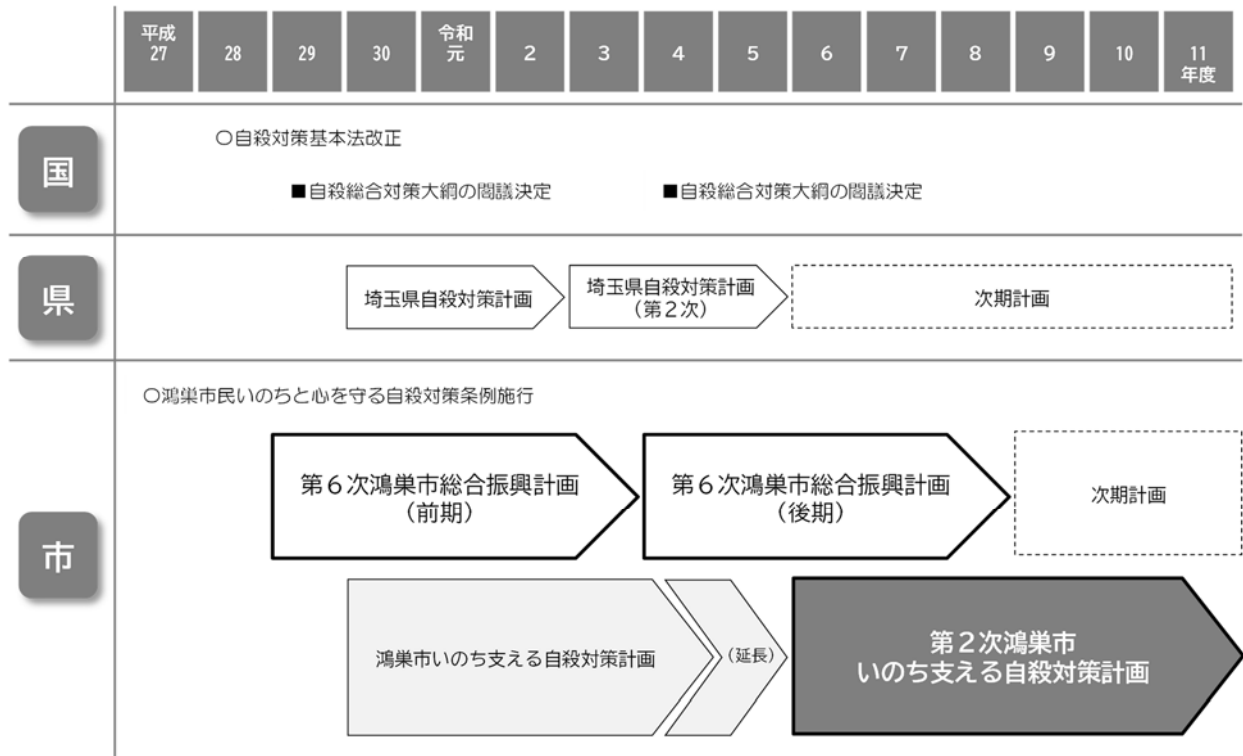 平成
27
28
29
30
令和
元
2
3
4
5
6
7
8
9
10
11
年度
国
〇自殺対策基本法改正
■自殺総合対策大綱の閣議決定
■自殺総合対策大綱の閣議決定
県
埼玉県自殺対策計画
埼玉県自殺対策計画
（第２次）
次期計画
市
〇鴻巣市民いのちと心を守る自殺対策条例施行
第６次鴻巣市総合振興計画
（前期）
第６次鴻巣市総合振興計画
（後期）
次期計画
鴻巣市いのち支える自殺対策計画
（延長）
第２次鴻巣市
いのち支える自殺対策計画